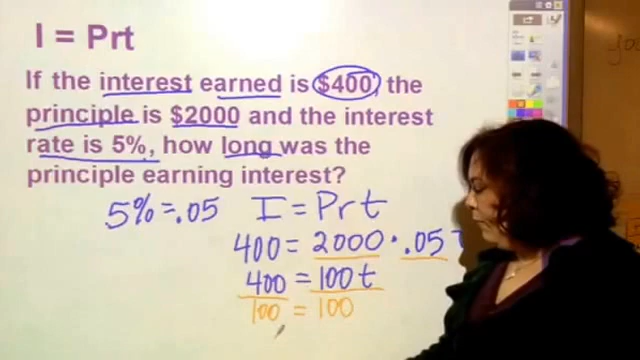 I = Prt
If the interest earned is $400, the
principle is $2000 and the interest
rate is 5%, how long was the
principle earning interest?
5% = .05 I = Prt
400 = 2000 · .05
400 = 100t
100 = 100